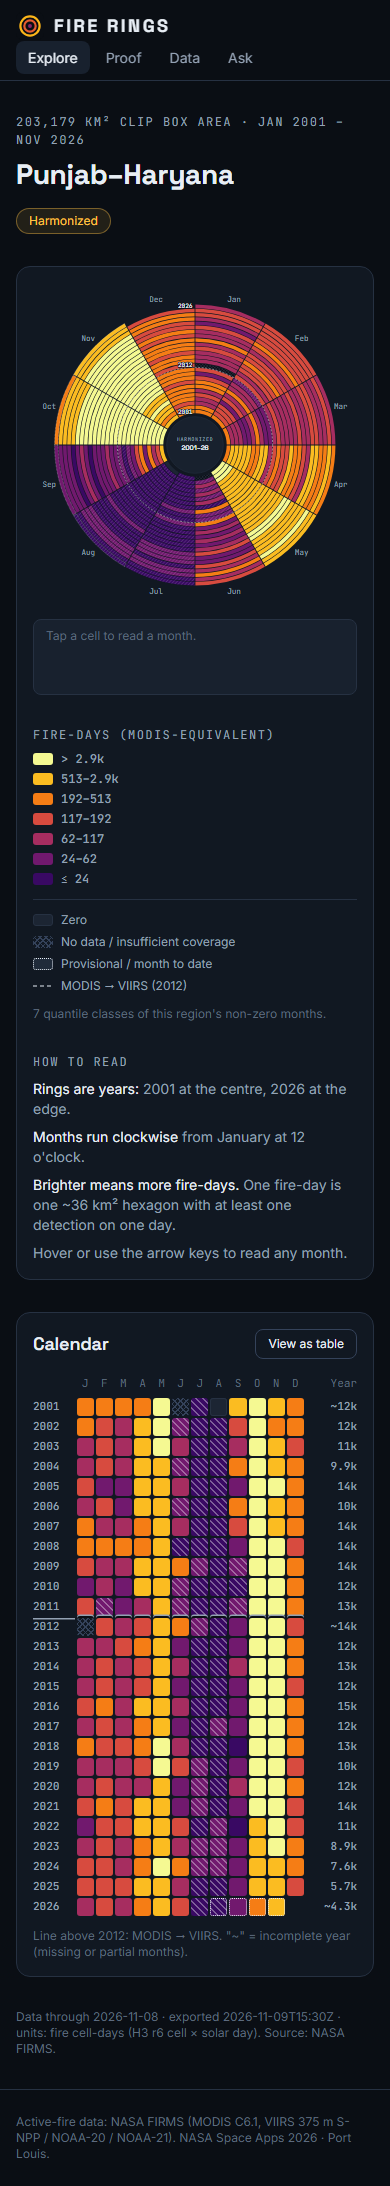 FIRE RINGS
Explore Proof Data Ask
203,179 KM² CLIP BOX AREA · JAN 2001 –
NOV 2026
Punjab–Haryana
Harmonized
Dec Jan
Nov Feb
Oct Mar
Sep Apr
Aug May
Jul Jun
2026
2012
2001
HARMONIZED
2001–26
Tap a cell to read a month.
FIRE-DAYS (MODIS-EQUIVALENT)
> 2.9k
513–2.9k
192–513
117–192
62–117
24–62
≤ 24
Zero
No data / insufficient coverage
Provisional / month to date
MODIS → VIIRS (2012)
7 quantile classes of this region's non-zero months.
HOW TO READ
Rings are years: 2001 at the centre, 2026 at the
edge.
Months run clockwise from January at 12
o'clock.
Brighter means more fire-days. One fire-day is
one ~36 km² hexagon with at least one
detection on one day.
Hover or use the arrow keys to read any month.
Calendar
View as table
J F M A M J J A S O N D Year
2001 ~12k
2002 12k
2003 11k
2004 9.9k
2005 14k
2006 10k
2007 14k
2008 14k
2009 14k
2010 12k
2011 13k
2012 ~14k
2013 12k
2014 13k
2015 12k
2016 15k
2017 12k
2018 13k
2019 10k
2020 12k
2021 14k
2022 11k
2023 8.9k
2024 7.6k
2025 5.7k
2026 ~4.3k
Line above 2012: MODIS → VIIRS. "~" = incomplete year
(missing or partial months).
Data through 2026-11-08 · exported 2026-11-09T15:30Z ·
units: fire cell-days (H3 r6 cell × solar day). Source: NASA
FIRMS.
Active-fire data: NASA FIRMS (MODIS C6.1, VIIRS 375 m S-
NPP / NOAA-20 / NOAA-21). NASA Space Apps 2026 · Port
Louis.